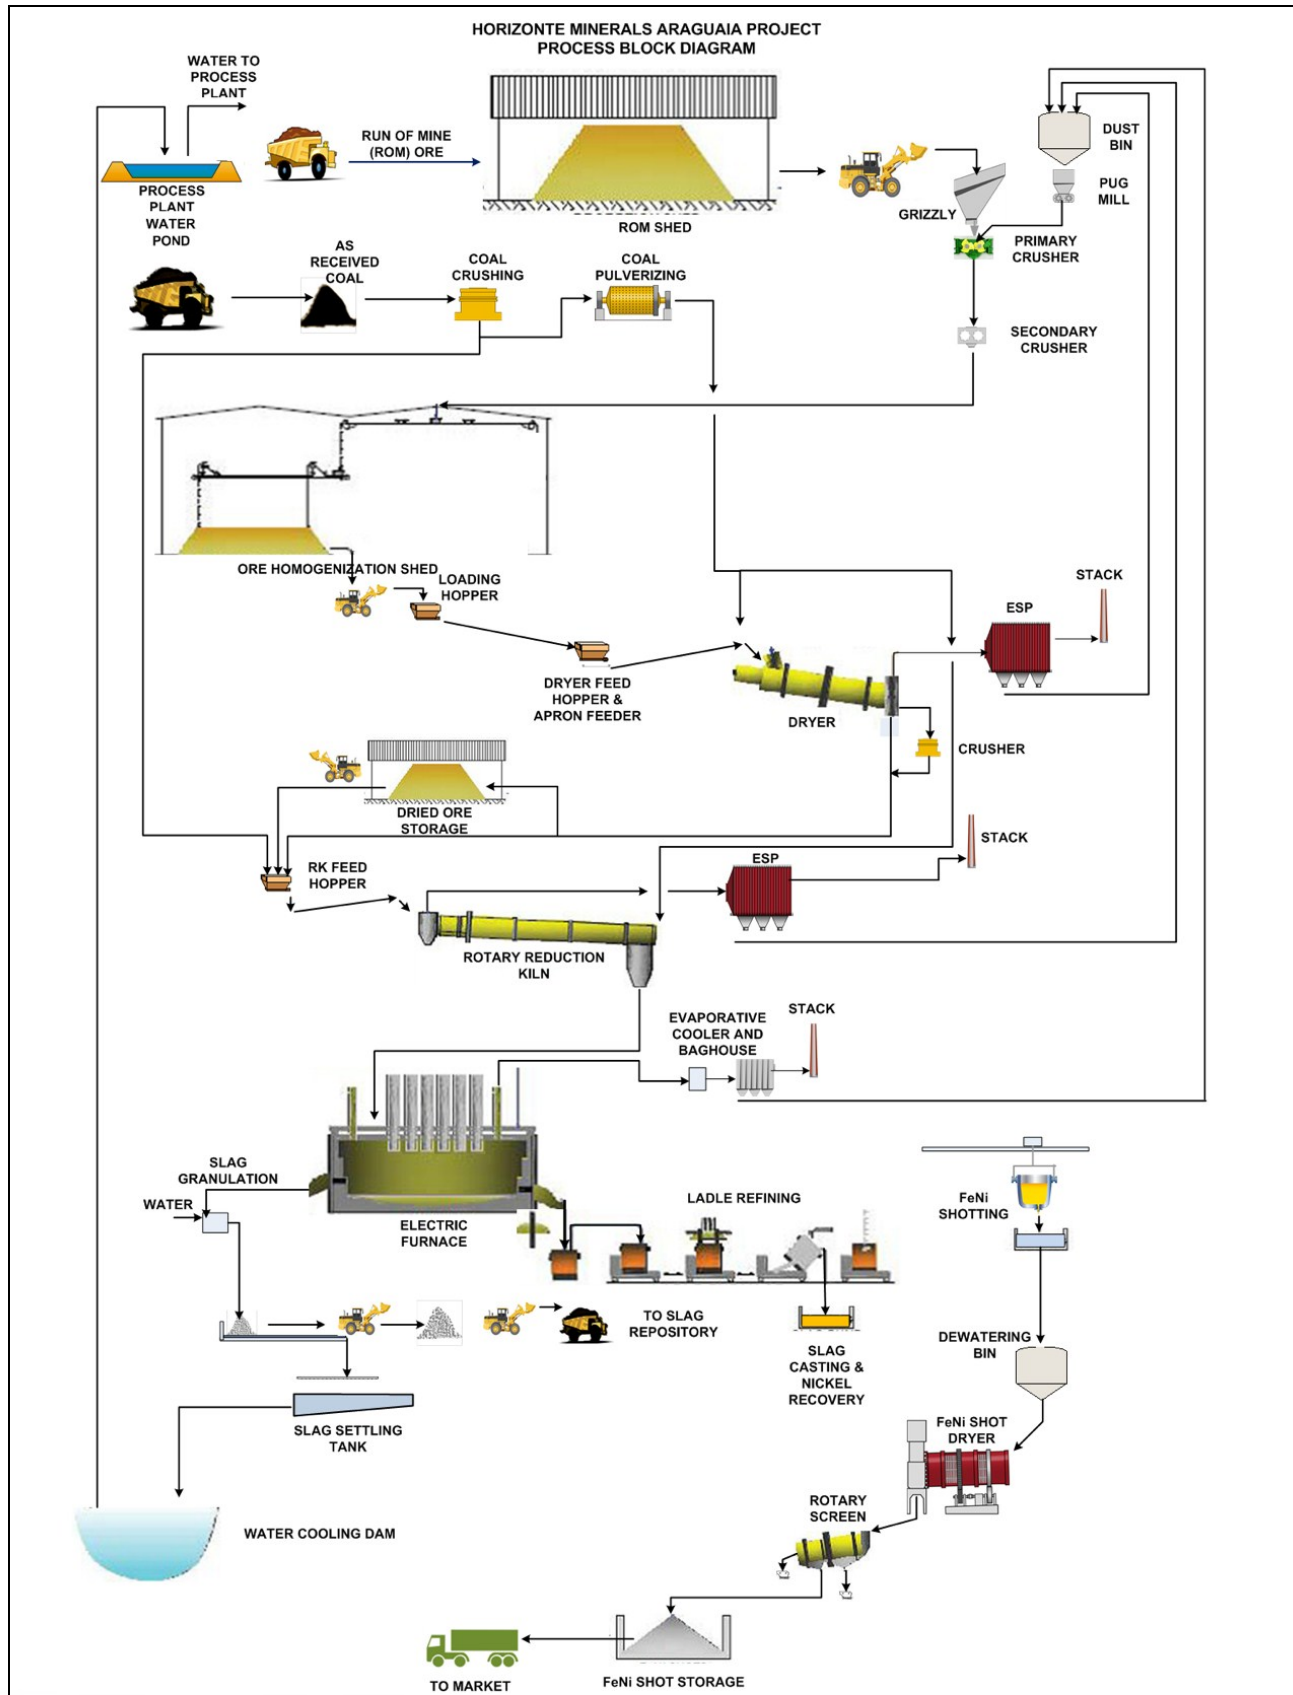 HORIZONTE MINERALS ARAGUAIA PROJECT
PROCESS BLOCK DIAGRAM
WATER TO
PROCESS
PLANT
RUN OF MINE
(ROM) ORE
DUST
BIN
PROCESS
PLANT
WATER
POND
ROM SHED
GRIZZLY
PUG
MILL
PRIMARY
CRUSHER
AS
RECEIVED
COAL
COAL
CRUSHING
COAL
PULVERIZING
SECONDARY
CRUSHER
ORE HOMOGENIZATION SHED
LOADING
HOPPER
STACK
ESP
DRYER FEED
HOPPER &
APRON FEEDER
DRYER
CRUSHER
DRIED ORE
STORAGE
STACK
ESP
RK FEED
HOPPER
ROTARY REDUCTION
KILN
EVAPORATIVE
COOLER AND
BAGHOUSE
STACK
SLAG
GRANULATION
WATER
ELECTRIC
FURNACE
LADLE REFINING
FeNi
SHOTTING
TO SLAG
REPOSITORY
SLAG
CASTING &
NICKEL
RECOVERY
DEWATERING
BIN
SLAG SETTLING
TANK
FeNi SHOT
DRYER
ROTARY
SCREEN
WATER COOLING DAM
TO MARKET
FeNi SHOT STORAGE